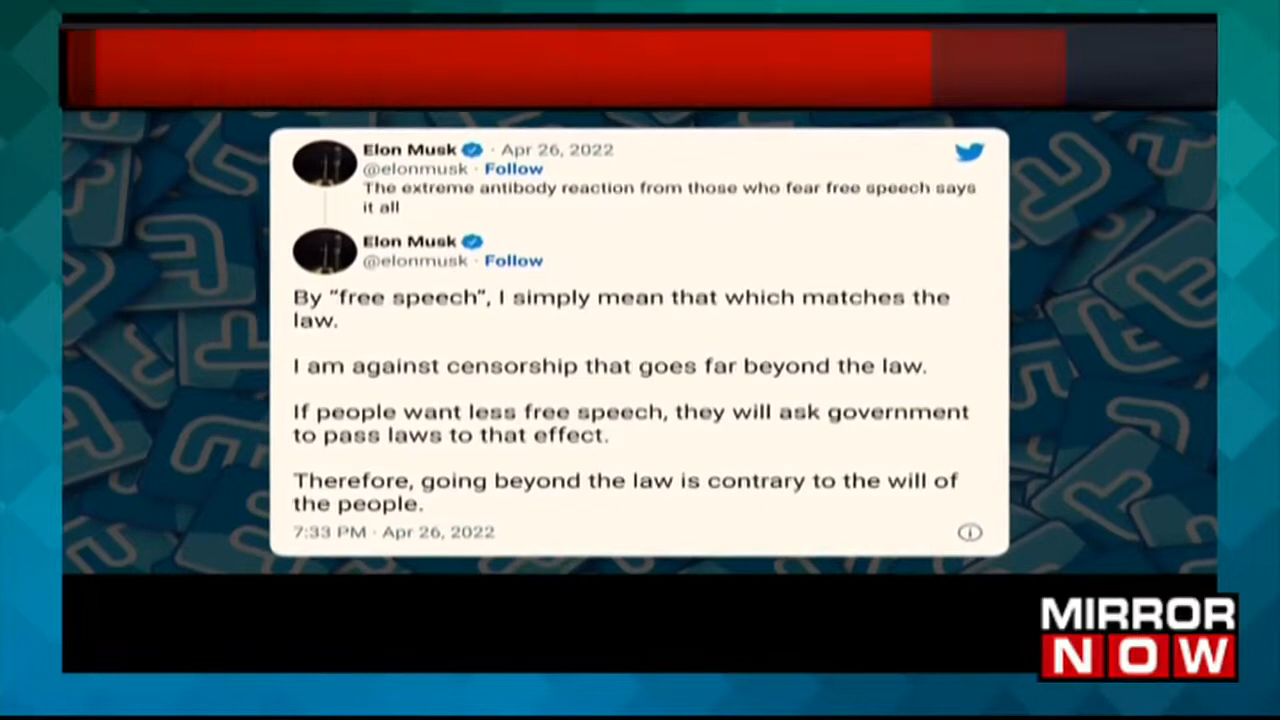 Elon Musk · Apr 26, 2022
@elonmusk · Follow
The extreme antibody reaction from those who fear free speech says
it all
Elon Musk
@elonmusk · Follow
By "free speech", I simply mean that which matches the
law.
I am against censorship that goes far beyond the law.
If people want less free speech, they will ask government
to pass laws to that effect.
Therefore, going beyond the law is contrary to the will of
the people.
7:33 PM · Apr 26, 2022
MIRROR
NOW